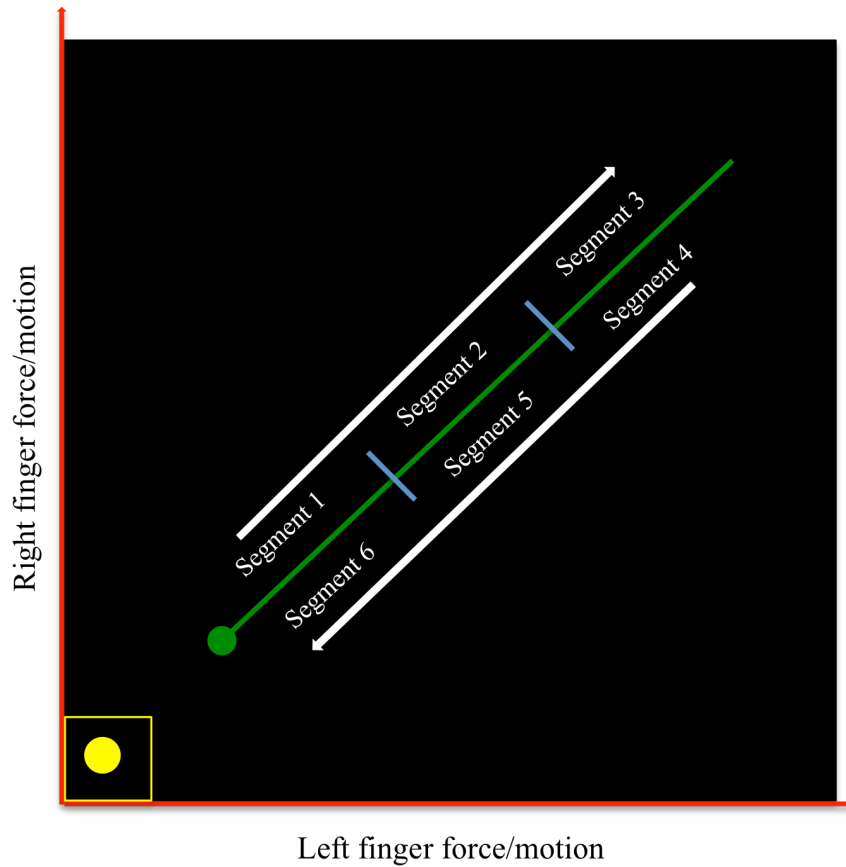 Right finger force/motion
Segment 1
Segment 2
Segment 3
Segment 4
Segment 5
Segment 6
Left finger force/motion